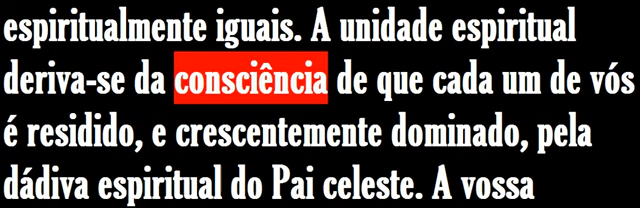 espiritualmente iguais. A unidade espiritual
deriva-se da consciência de que cada um de vós
é residido, e crescentemente dominado, pela
dádiva espiritual do Pai celeste. A vossa